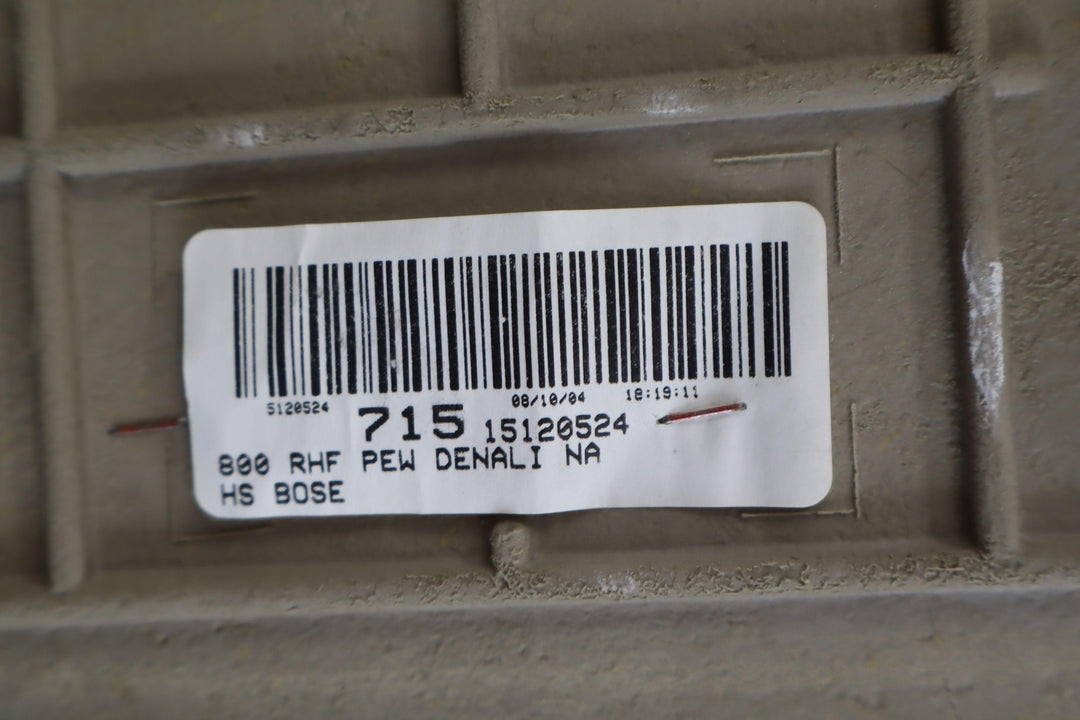 5120524 08/10/04 18:19:11
715 15120524
800 RHF PEW DENALI NA
HS BOSE